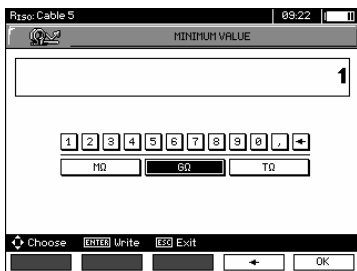 RISO: Cable 5 09:22
MINIMUM VALUE
1
1 2 3 4 5 6 7 8 9 0 , ←
MΩ GΩ TΩ
Choose ENTER Write ESC Exit
← OK